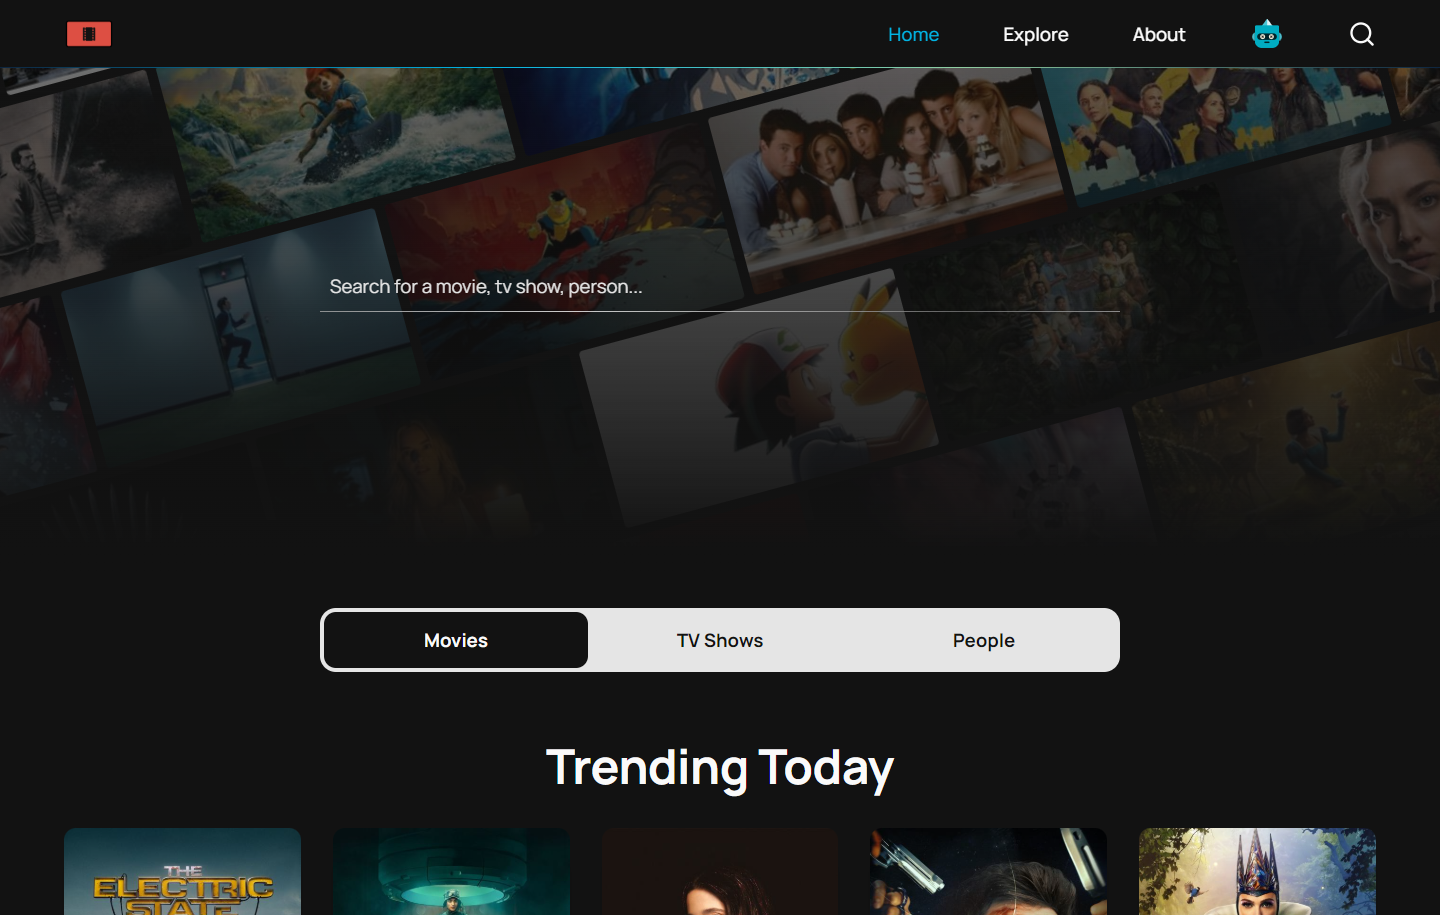 Home Explore About
Search for a movie, tv show, person...
Movies TV Shows People
Trending Today
THE
ELECTRIC
STATE